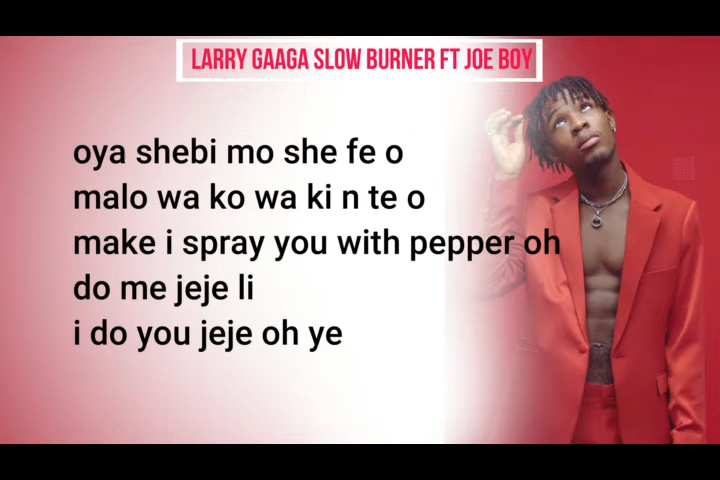 LARRY GAAGA SLOW BURNER FT JOE BOY
oya shebi mo she fe o
malo wa ko wa ki n te o
make i spray you with pepper oh
do me jeje li
i do you jeje oh ye